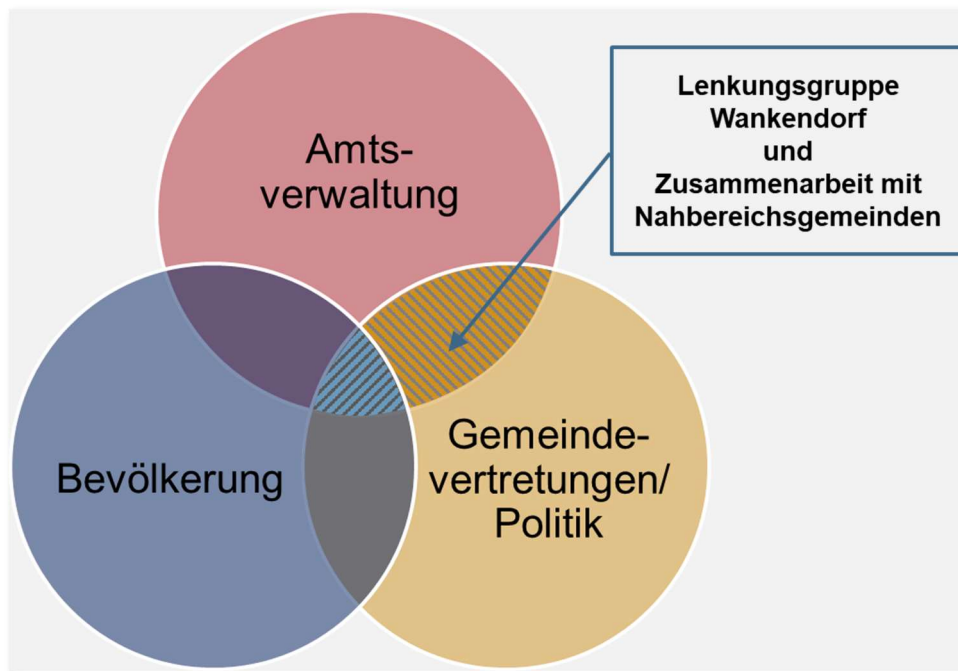 Amts-
verwaltung
Lenkungsgruppe
Wankendorf
und
Zusammenarbeit mit
Nahbereichsgemeinden
Bevölkerung
Gemeinde-
vertretungen/
Politik